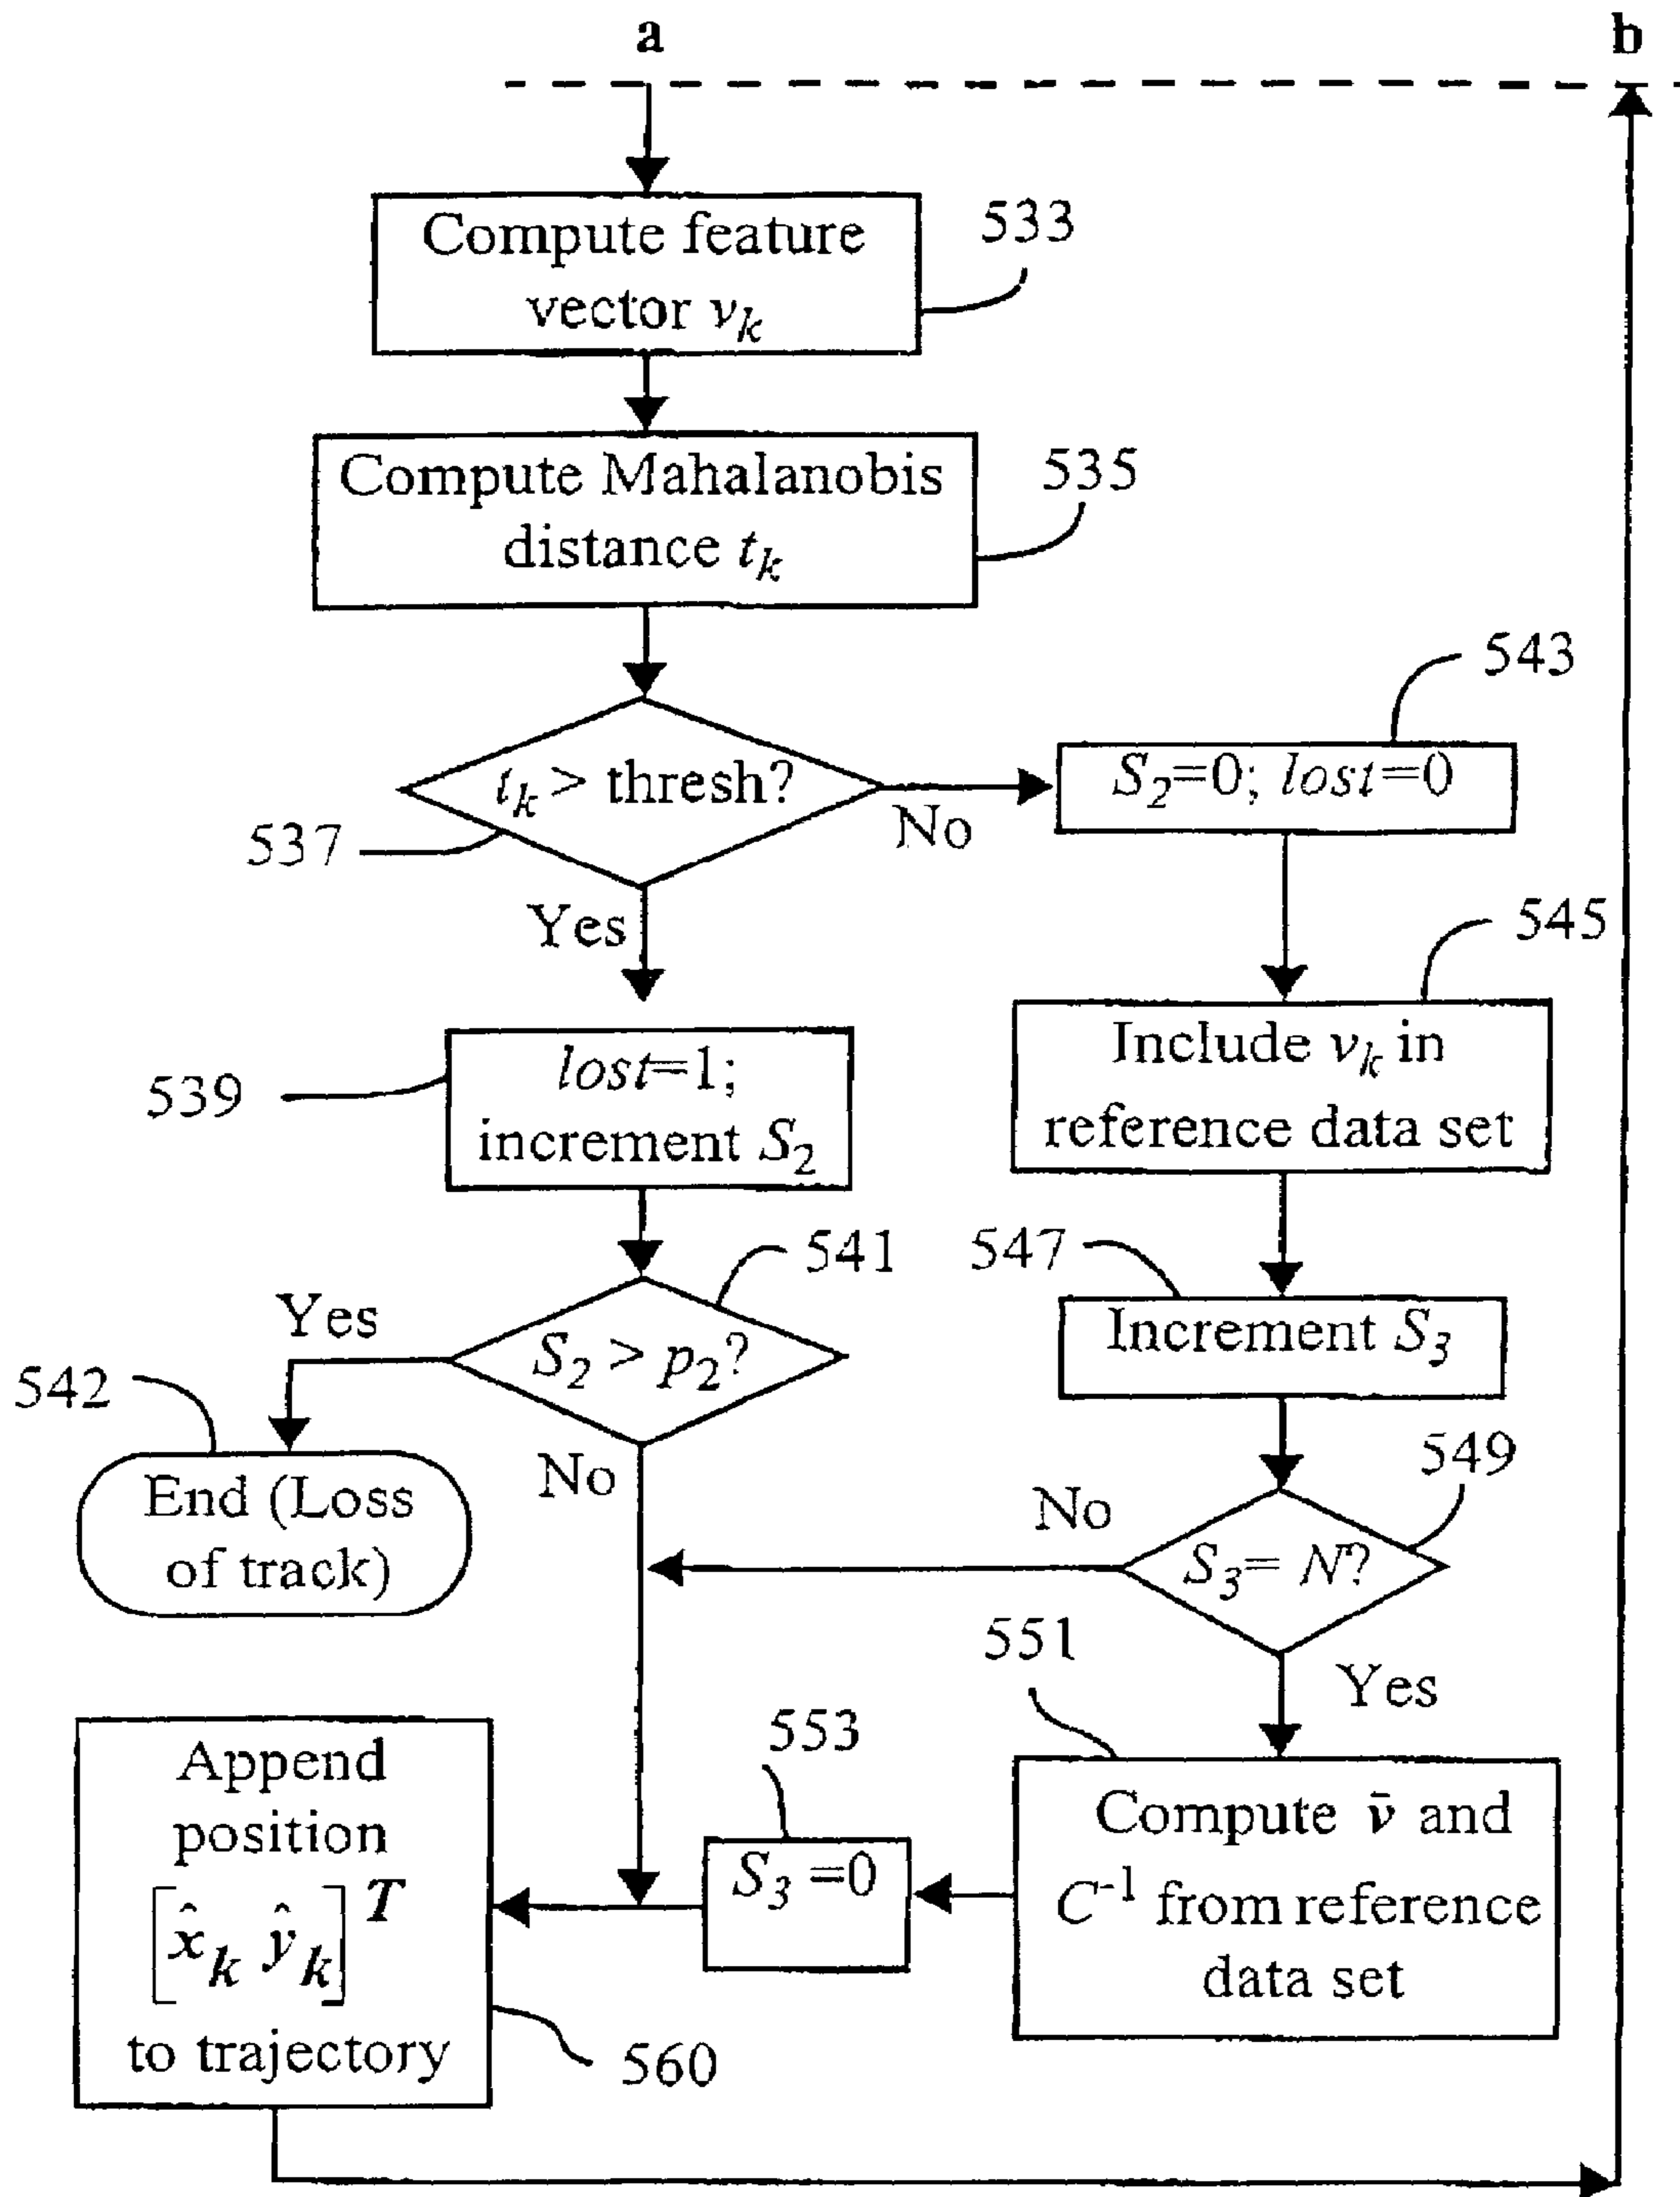 a
b
Compute feature
vector v_k
533
Compute Mahalanobis
distance t_k
535
t_k > thresh?
537
No
Yes
543
S_2=0; lost=0
545
Include v_k in
reference data set
539
lost=1;
increment S_2
547
Increment S_3
541
S_2 > p_2?
Yes
No
542
End (Loss
of track)
549
S_3= N?
No
Yes
551
Compute v̄ and
C^-1 from reference
data set
553
S_3 =0
Append
position
[x̂_k ŷ_k]^T
to trajectory
560